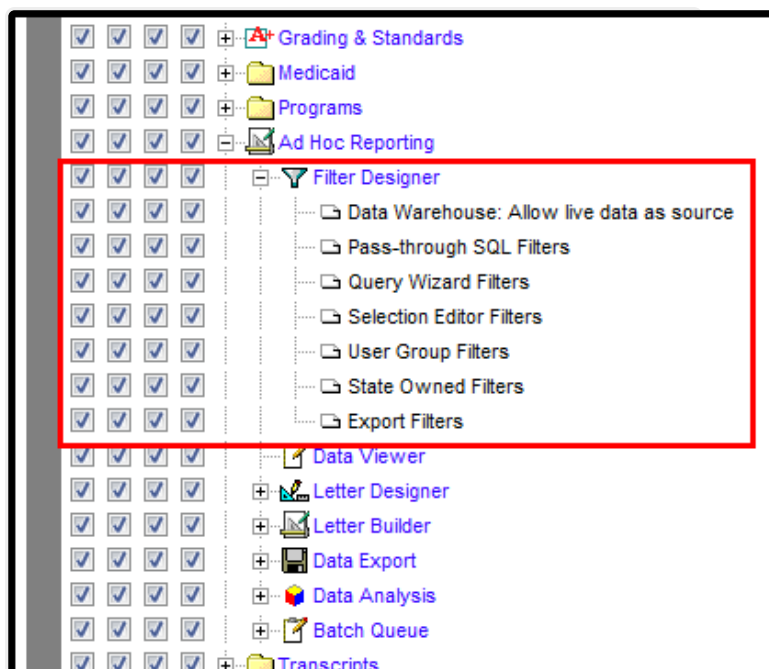 A+ Grading & Standards
Medicaid
Programs
Ad Hoc Reporting
Filter Designer
Data Warehouse: Allow live data as source
Pass-through SQL Filters
Query Wizard Filters
Selection Editor Filters
User Group Filters
State Owned Filters
Export Filters
Data Viewer
Letter Designer
Letter Builder
Data Export
Data Analysis
Batch Queue
Transcripts